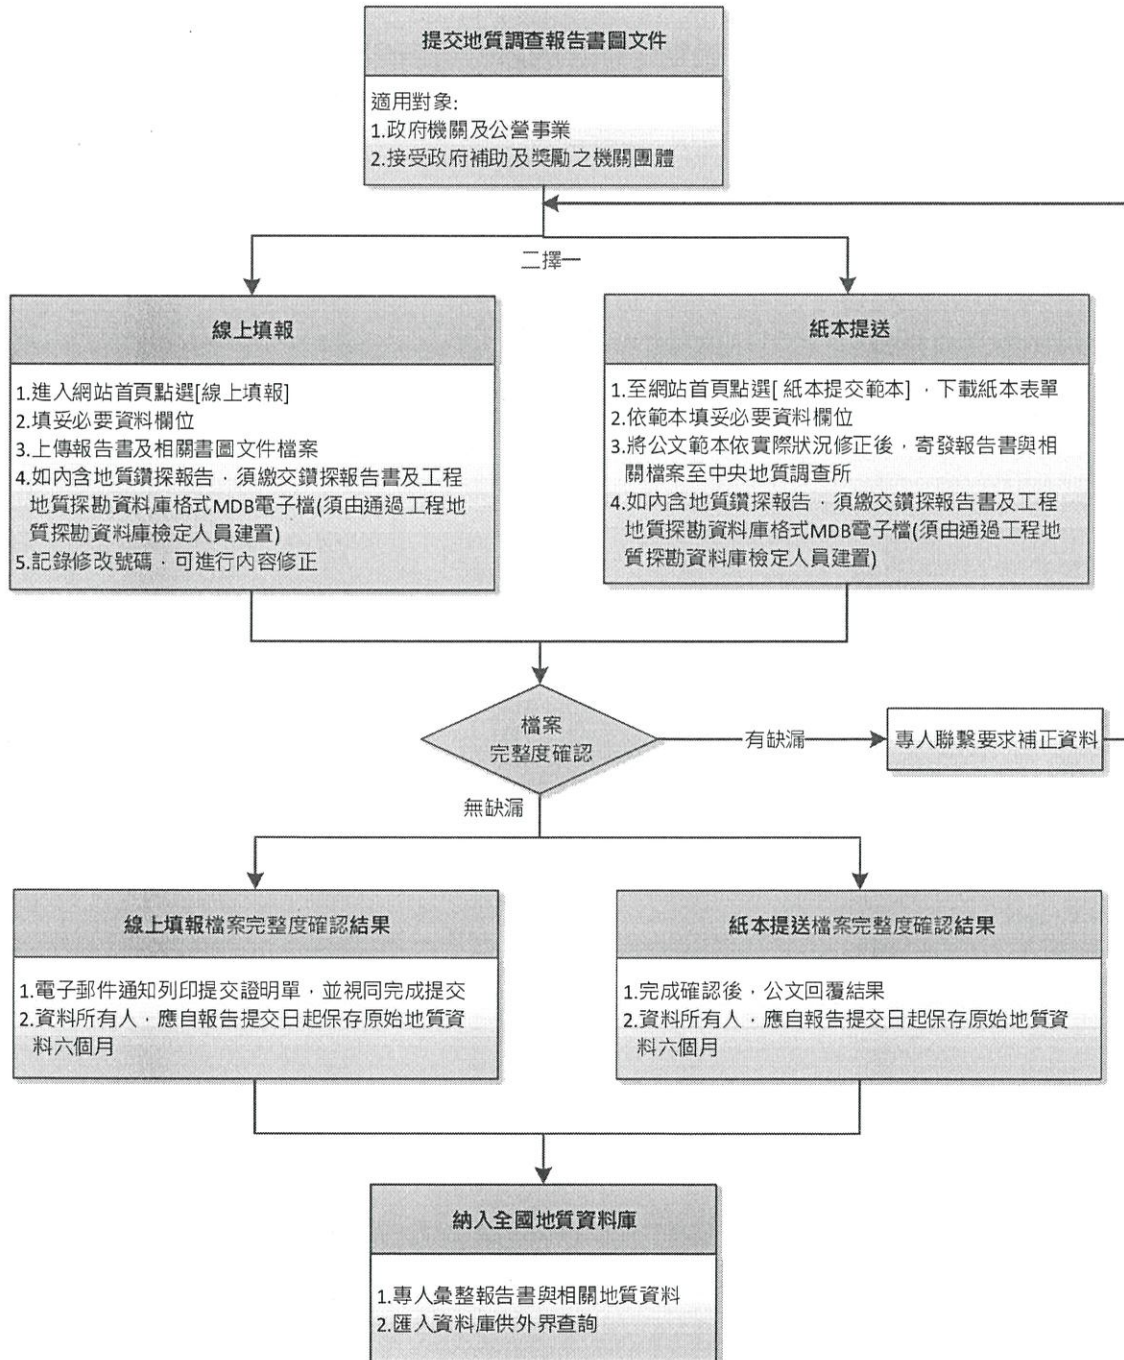 提交地質調查報告書圖文件
適用對象:
1.政府機關及公營事業
2.接受政府補助及獎勵之機關團體
二擇一
線上填報
1.進入網站首頁點選[線上填報]
2.填妥必要資料欄位
3.上傳報告書及相關書圖文件檔案
4.如內含地質鑽探報告，須繳交鑽探報告書及工程
地質探勘資料庫格式MDB電子檔(須由通過工程地
質探勘資料庫檢定人員建置)
5.記錄修改號碼，可進行內容修正
紙本提送
1.至網站首頁點選[ 紙本提交範本] ，下載紙本表單
2.依範本填妥必要資料欄位
3.將公文範本依實際狀況修正後，寄發報告書與相
關檔案至中央地質調查所
4.如內含地質鑽探報告，須繳交鑽探報告書及工程
地質探勘資料庫格式MDB電子檔(須由通過工程地
質探勘資料庫檢定人員建置)
檔案
完整度確認
有缺漏
專人聯繫要求補正資料
無缺漏
線上填報檔案完整度確認結果
1.電子郵件通知列印提交證明單，並視同完成提交
2.資料所有人，應自報告提交日起保存原始地質資
料六個月
紙本提送檔案完整度確認結果
1.完成確認後，公文回覆結果
2.資料所有人，應自報告提交日起保存原始地質資
料六個月
納入全國地質資料庫
1.專人彙整報告書與相關地質資料
2.匯入資料庫供外界查詢